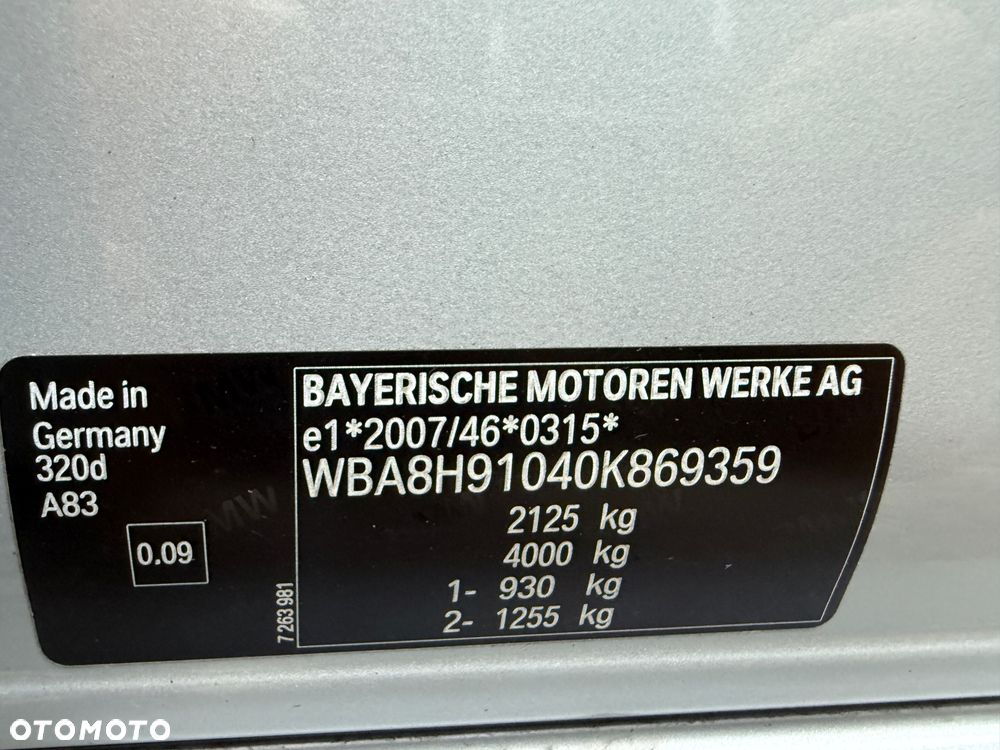 Made in
Germany
320d
A83
0.09
7 263 981
BAYERISCHE MOTOREN WERKE AG
e1*2007/46*0315*
WBA8H91040K869359
2125 kg
4000 kg
1- 930 kg
2- 1255 kg
OTOMOTO